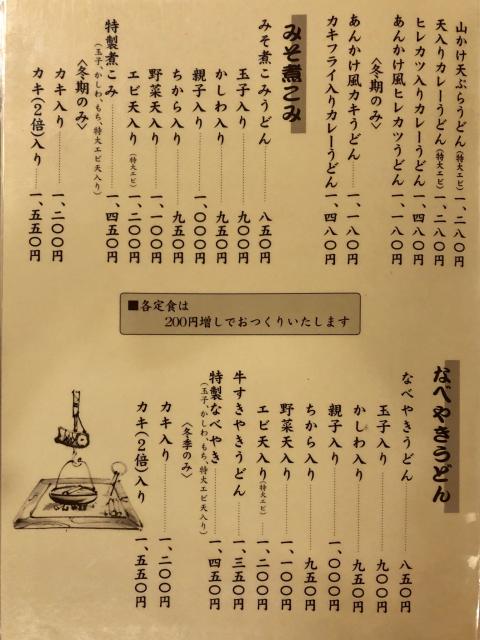 山かけ天ぷらうどん(特大エビ)一、二八〇円
天入りカレーうどん(特大エビ)一、二八〇円
ヒレカツ入りカレーうどん 一、四八〇円
あんかけ風ヒレカツうどん 一、一八〇円
〈冬期のみ〉
あんかけ風カキうどん……一、一八〇円
カキフライ入りカレーうどん 一、四八〇円
みそ煮こみ
みそ煮こみうどん……八五〇円
玉子入り……九〇〇円
かしわ入り……九五〇円
親子入り……一、〇〇〇円
ちから入り……九五〇円
野菜天入り……一、一〇〇円
エビ天入り(特大エビ)…一、二〇〇円
特製煮こみ……一、四五〇円
(玉子、かしわ、もち、特大エビ天入り)
〈冬期のみ〉
カキ入り……一、二〇〇円
カキ(2倍)入り……一、五五〇円
■各定食は
200円増しでおつくりいたします
なべやきうどん
なべやきうどん……八五〇円
玉子入り……九〇〇円
かしわ入り……九五〇円
親子入り……一、〇〇〇円
ちから入り……九五〇円
野菜天入り……一、一〇〇円
エビ天入り(特大エビ)…一、二〇〇円
牛すきやきうどん……一、三五〇円
特製なべやき……一、四五〇円
(玉子、かしわ、もち、特大エビ天入り)
〈冬季のみ〉
カキ入り……一、二〇〇円
カキ(2倍)入り……一、五五〇円